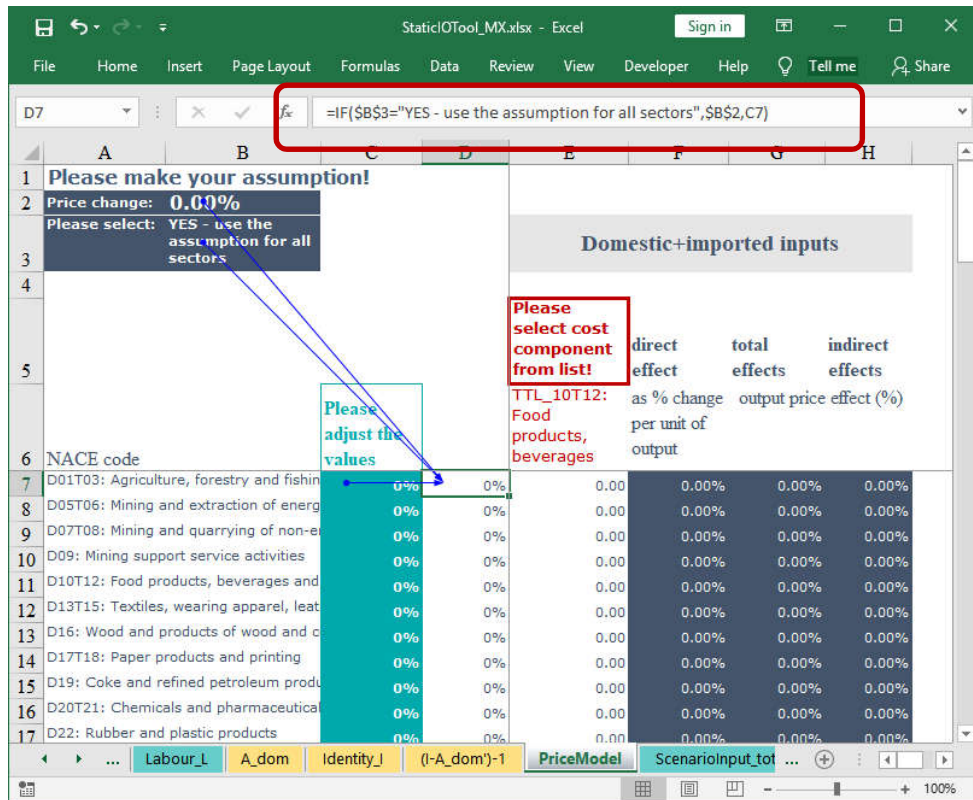 StaticIOTool_MX.xlsx - Excel
Sign in
File Home Insert Page Layout Formulas Data Review View Developer Help Tell me Share
D7 fx =IF($B$3="YES - use the assumption for all sectors",$B$2,C7)
A B C D E F G H
1 Please make your assumption!
2 Price change: 0.00%
Please select: YES - use the
assumption for all
3 sectors
Domestic+imported inputs
4
Please
select cost
component
from list!
direct
effect
total
effects
indirect
effects
5
Please
adjust the
values
TTL_10T12:
Food
products,
beverages
as % change
per unit of
output
output price effect (%)
6 NACE code
7 D01T03: Agriculture, forestry and fishin 0% 0% 0.00 0.00% 0.00% 0.00%
8 D05T06: Mining and extraction of energ 0% 0% 0.00 0.00% 0.00% 0.00%
9 D07T08: Mining and quarrying of non-e 0% 0% 0.00 0.00% 0.00% 0.00%
10 D09: Mining support service activities 0% 0% 0.00 0.00% 0.00% 0.00%
11 D10T12: Food products, beverages and 0% 0% 0.00 0.00% 0.00% 0.00%
12 D13T15: Textiles, wearing apparel, leat 0% 0% 0.00 0.00% 0.00% 0.00%
13 D16: Wood and products of wood and c 0% 0% 0.00 0.00% 0.00% 0.00%
14 D17T18: Paper products and printing 0% 0% 0.00 0.00% 0.00% 0.00%
15 D19: Coke and refined petroleum produ 0% 0% 0.00 0.00% 0.00% 0.00%
16 D20T21: Chemicals and pharmaceutical 0% 0% 0.00 0.00% 0.00% 0.00%
17 D22: Rubber and plastic products 0% 0% 0.00 0.00% 0.00% 0.00%
... Labour_L A_dom Identity_I (I-A_dom')-1 PriceModel ScenarioInput_tot ...
100%